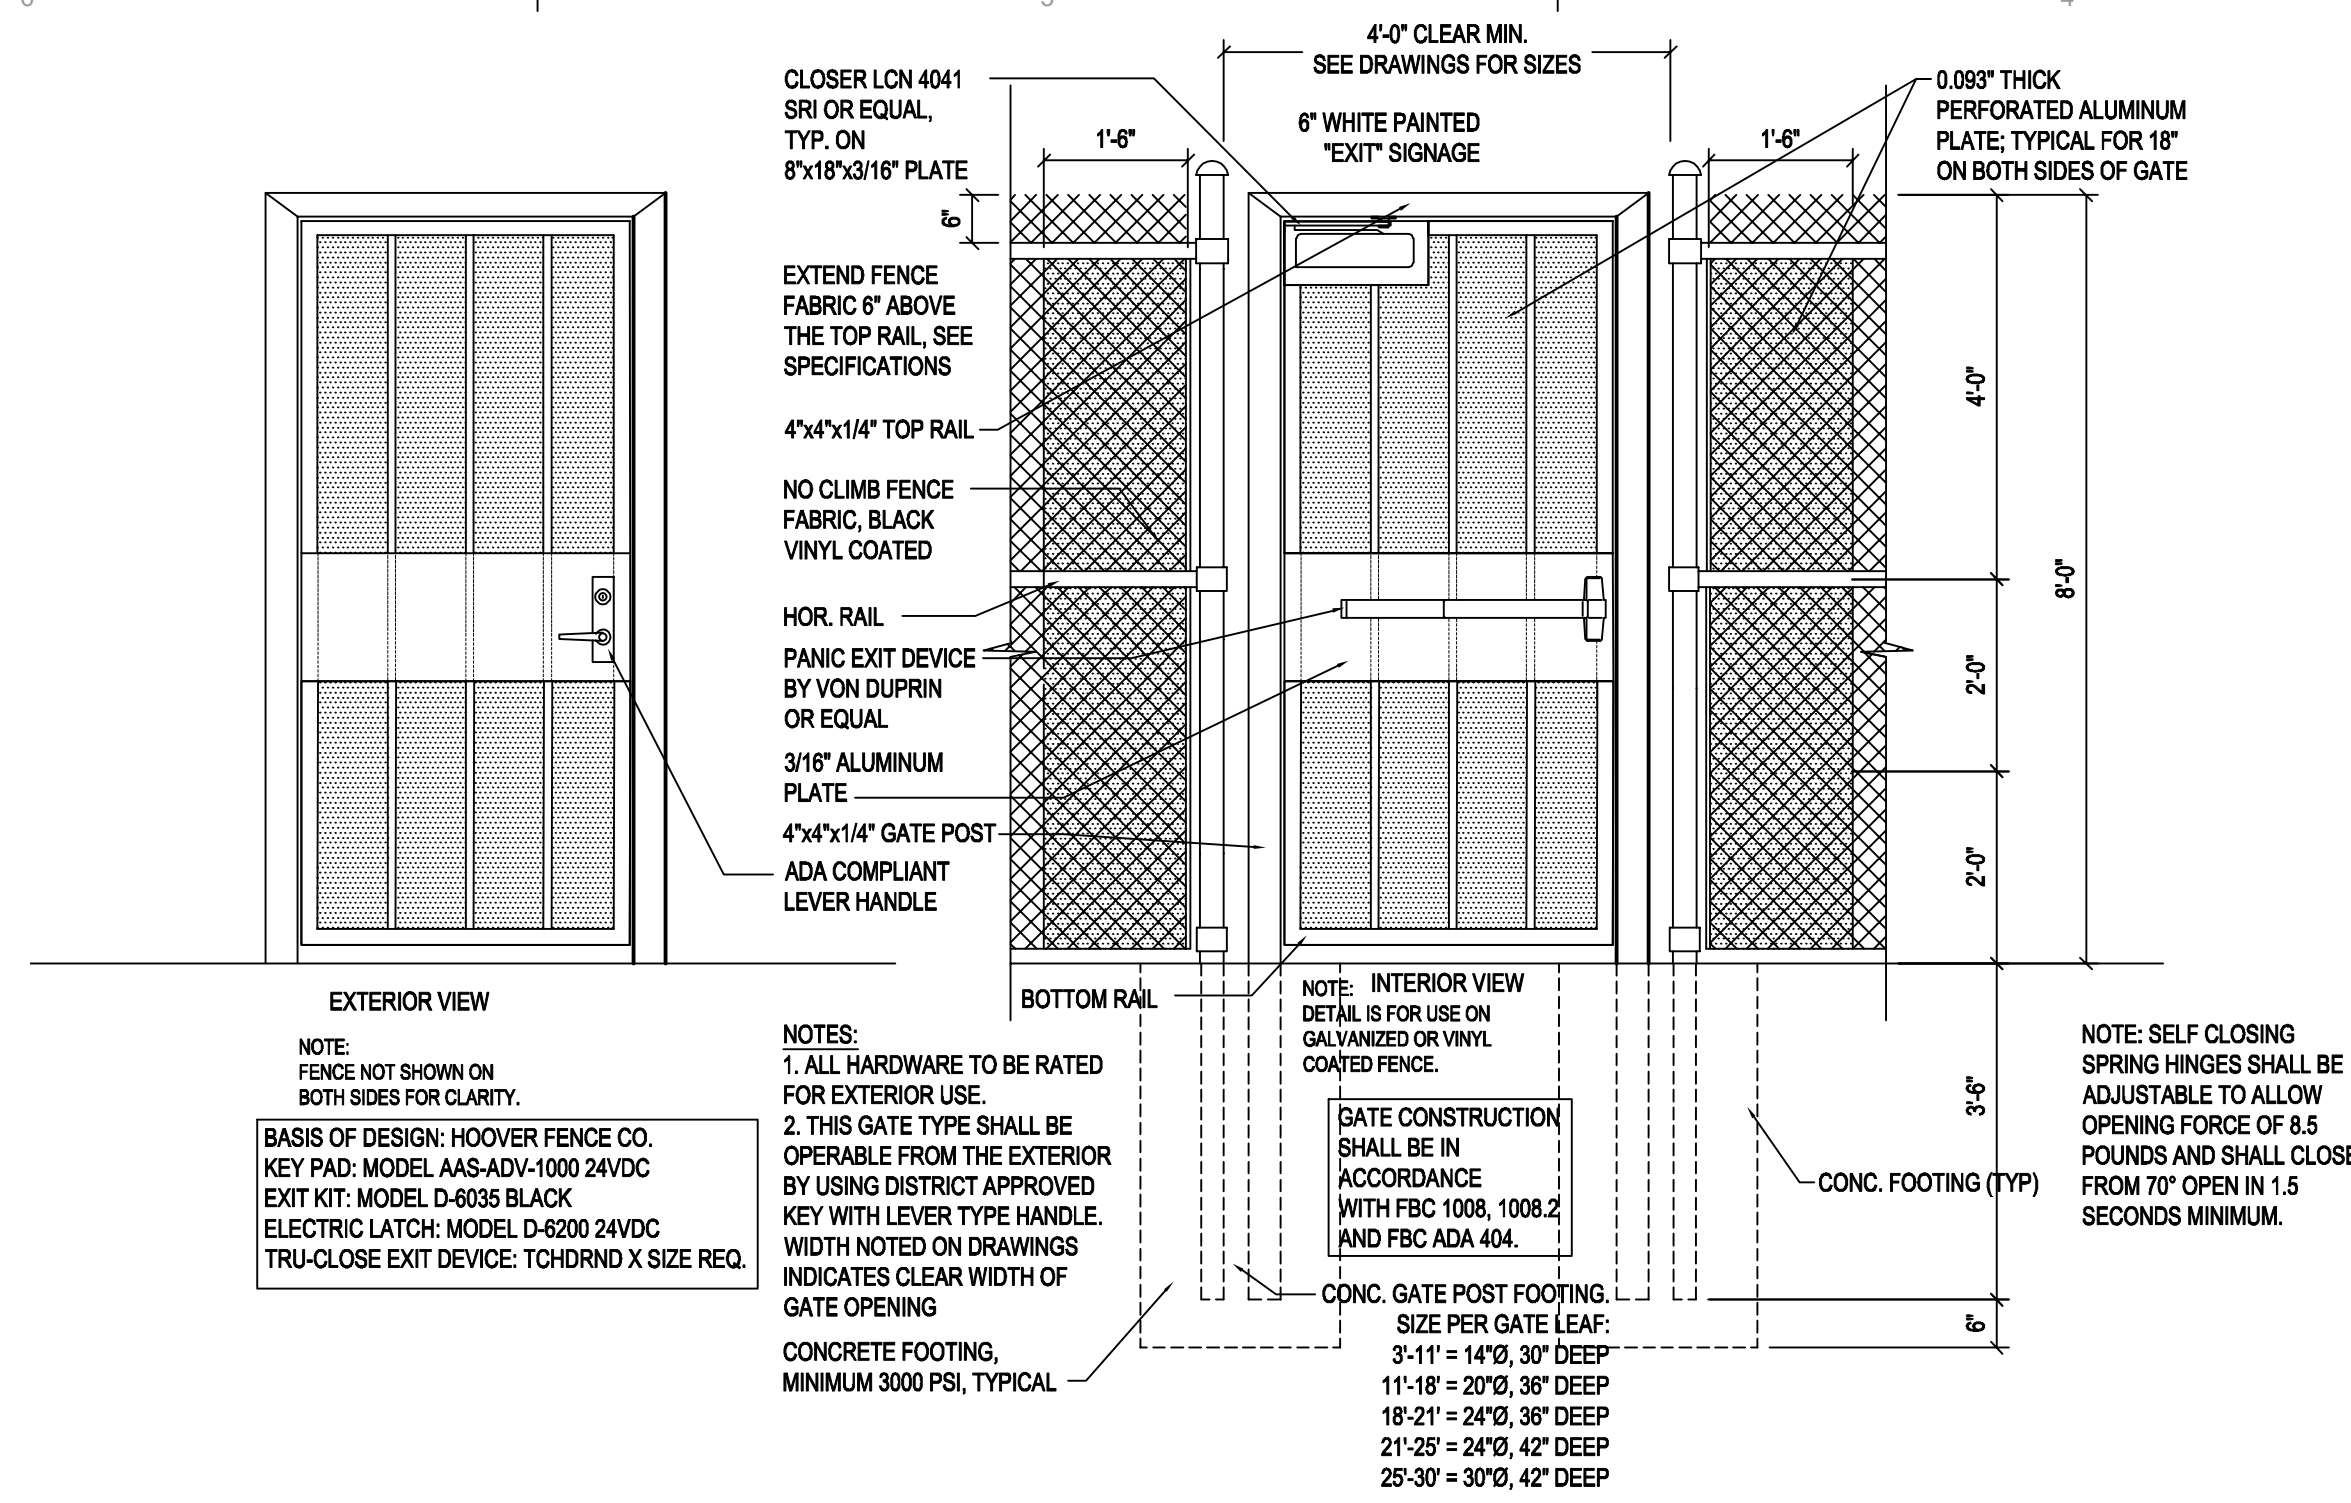 4'-0" CLEAR MIN.
SEE DRAWINGS FOR SIZES
CLOSER LCN 4041
SRI OR EQUAL,
TYP. ON
8"x18"x3/16" PLATE
1'-6"
6" WHITE PAINTED
"EXIT" SIGNAGE
1'-6"
0.093" THICK
PERFORATED ALUMINUM
PLATE; TYPICAL FOR 18"
ON BOTH SIDES OF GATE
6"
EXTEND FENCE
FABRIC 6" ABOVE
THE TOP RAIL, SEE
SPECIFICATIONS
4"x4"x1/4" TOP RAIL
NO CLIMB FENCE
FABRIC, BLACK
VINYL COATED
HOR. RAIL
PANIC EXIT DEVICE
BY VON DUPRIN
OR EQUAL
3/16" ALUMINUM
PLATE
4"x4"x1/4" GATE POST
ADA COMPLIANT
LEVER HANDLE
4'-0"
8'-0"
2'-0"
2'-0"
3'-6"
6"
EXTERIOR VIEW
NOTE:
FENCE NOT SHOWN ON
BOTH SIDES FOR CLARITY.
BASIS OF DESIGN: HOOVER FENCE CO.
KEY PAD: MODEL AAS-ADV-1000 24VDC
EXIT KIT: MODEL D-6035 BLACK
ELECTRIC LATCH: MODEL D-6200 24VDC
TRU-CLOSE EXIT DEVICE: TCHDRND X SIZE REQ.
BOTTOM RAIL
NOTES:
1. ALL HARDWARE TO BE RATED
FOR EXTERIOR USE.
2. THIS GATE TYPE SHALL BE
OPERABLE FROM THE EXTERIOR
BY USING DISTRICT APPROVED
KEY WITH LEVER TYPE HANDLE.
WIDTH NOTED ON DRAWINGS
INDICATES CLEAR WIDTH OF
GATE OPENING
CONCRETE FOOTING,
MINIMUM 3000 PSI, TYPICAL
INTERIOR VIEW
NOTE:
DETAIL IS FOR USE ON
GALVANIZED OR VINYL
COATED FENCE.
GATE CONSTRUCTION
SHALL BE IN
ACCORDANCE
WITH FBC 1008, 1008.2
AND FBC ADA 404.
CONC. GATE POST FOOTING.
SIZE PER GATE LEAF:
3'-11' = 14"Ø, 30" DEEP
11'-18' = 20"Ø, 36" DEEP
18'-21' = 24"Ø, 36" DEEP
21'-25' = 24"Ø, 42" DEEP
25'-30' = 30"Ø, 42" DEEP
CONC. FOOTING (TYP)
NOTE: SELF CLOSING
SPRING HINGES SHALL BE
ADJUSTABLE TO ALLOW
OPENING FORCE OF 8.5
POUNDS AND SHALL CLOSE
FROM 70° OPEN IN 1.5
SECONDS MINIMUM.